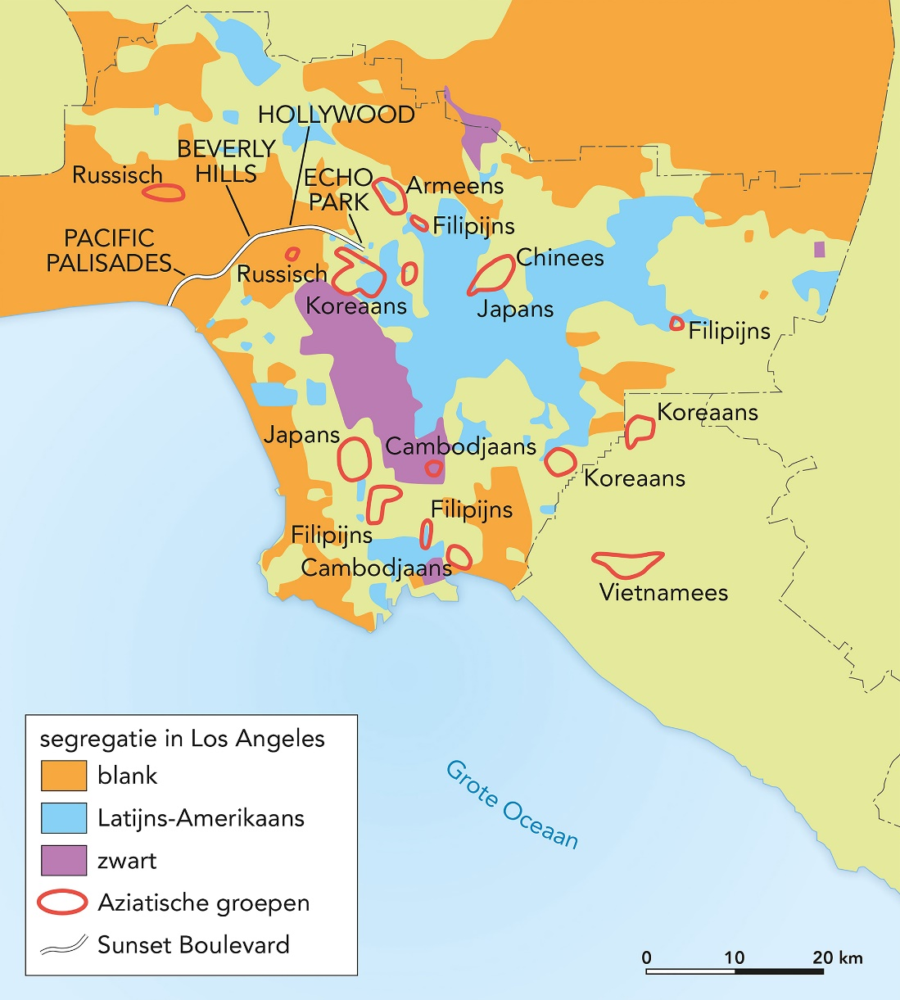 HOLLYWOOD
BEVERLY
HILLS
Russisch
ECHO
PARK
Armeens
Filipijns
PACIFIC
PALISADES
Russisch
Chinees
Koreaans
Japans
Filipijns
Koreaans
Japans
Cambodjaans
Koreaans
Filipijns
Filipijns
Cambodjaans
Vietnamees
Grote Oceaan
segregatie in Los Angeles
blank
Latijns-Amerikaans
zwart
Aziatische groepen
Sunset Boulevard
0 10 20 km